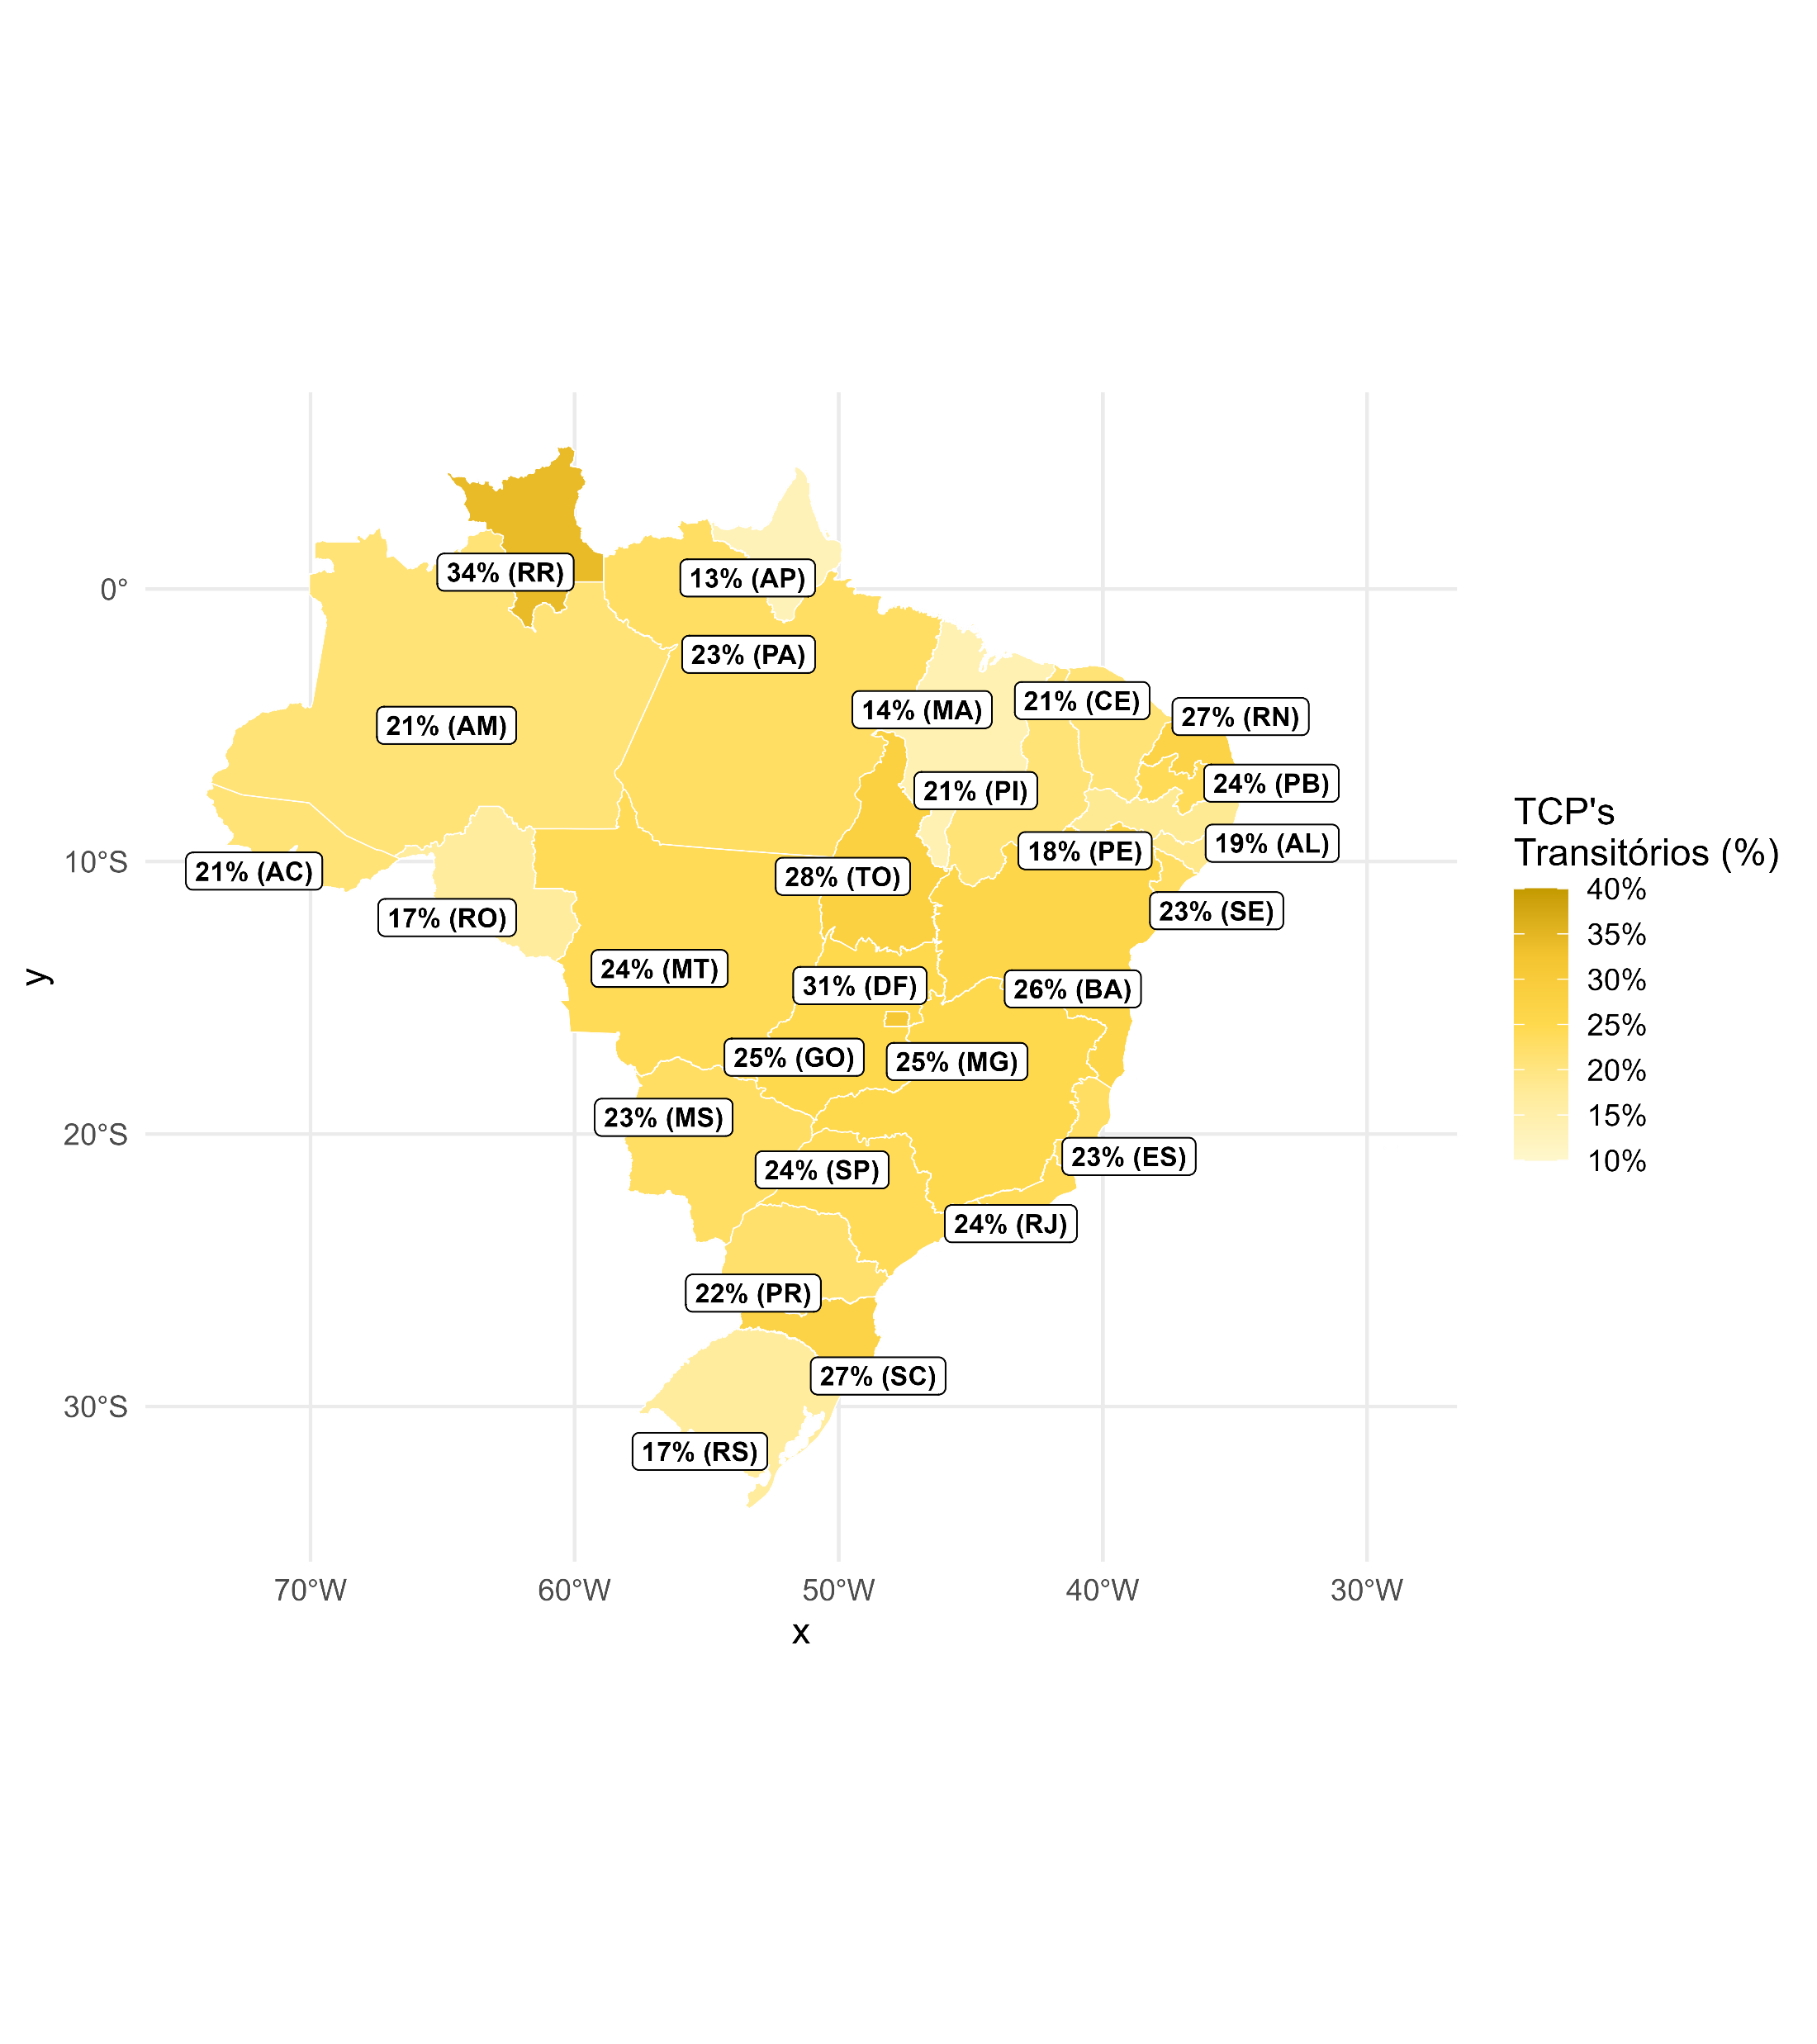 34% (RR)
13% (AP)
23% (PA)
21% (CE)
14% (MA)
27% (RN)
21% (AM)
24% (PB)
21% (PI)
19% (AL)
18% (PE)
21% (AC)
28% (TO)
23% (SE)
17% (RO)
24% (MT)
31% (DF)
26% (BA)
25% (GO)
25% (MG)
23% (MS)
23% (ES)
24% (SP)
24% (RJ)
22% (PR)
27% (SC)
17% (RS)
0°
10°S
20°S
30°S
y
70°W
60°W
50°W
40°W
30°W
x
TCP's
Transitórios (%)
40%
35%
30%
25%
20%
15%
10%